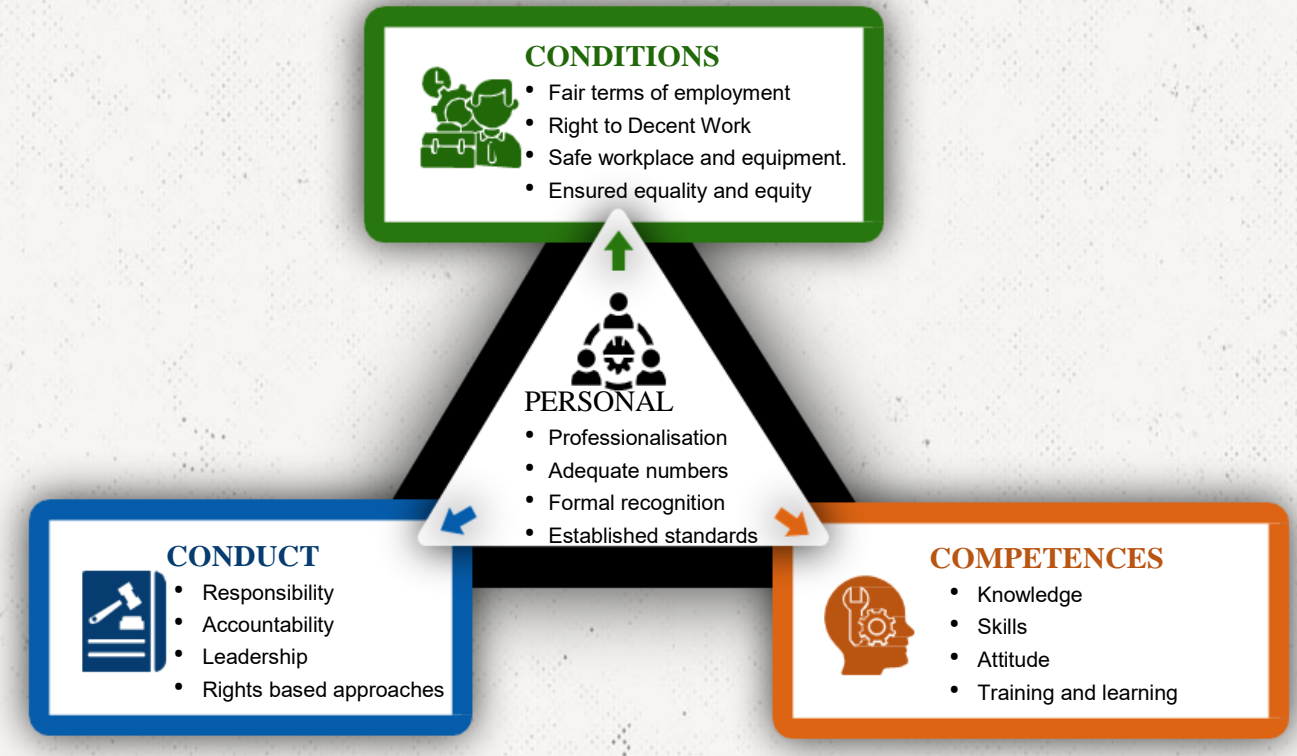 CONDITIONS
• Fair terms of employment
• Right to Decent Work
• Safe workplace and equipment.
• Ensured equality and equity
PERSONAL
• Professionalisation
• Adequate numbers
• Formal recognition
• Established standards
CONDUCT
• Responsibility
• Accountability
• Leadership
• Rights based approaches
COMPETENCES
• Knowledge
• Skills
• Attitude
• Training and learning